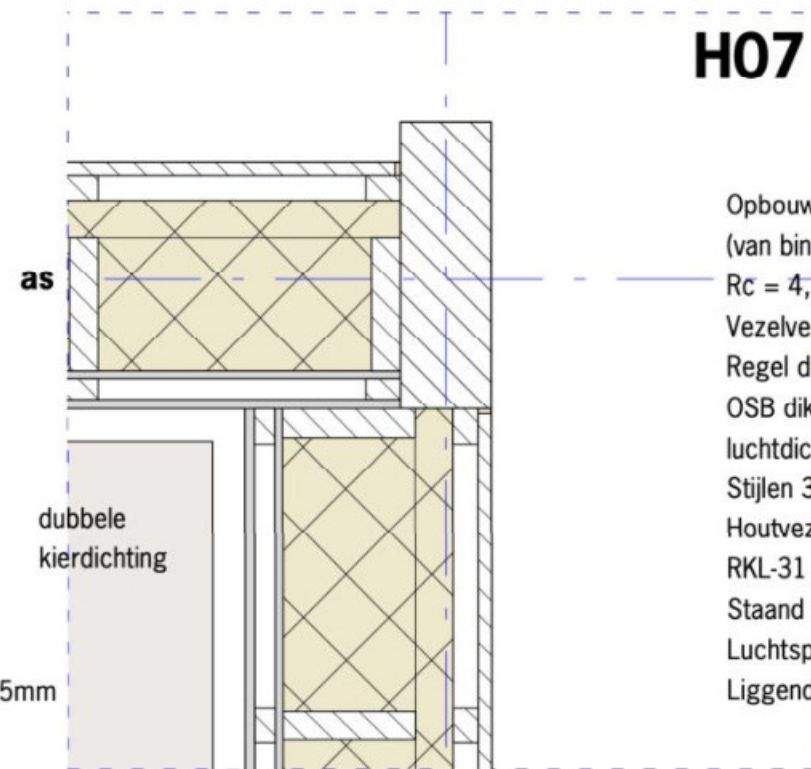 H07
as
dubbele
kierdichting
5mm
Opbouw
(van bin
Rc = 4,
Vezelve
Regel d
OSB dik
luchtdic
Stijlen 3
Houtvez
RKL-31
Staand
Luchtsp
Liggend